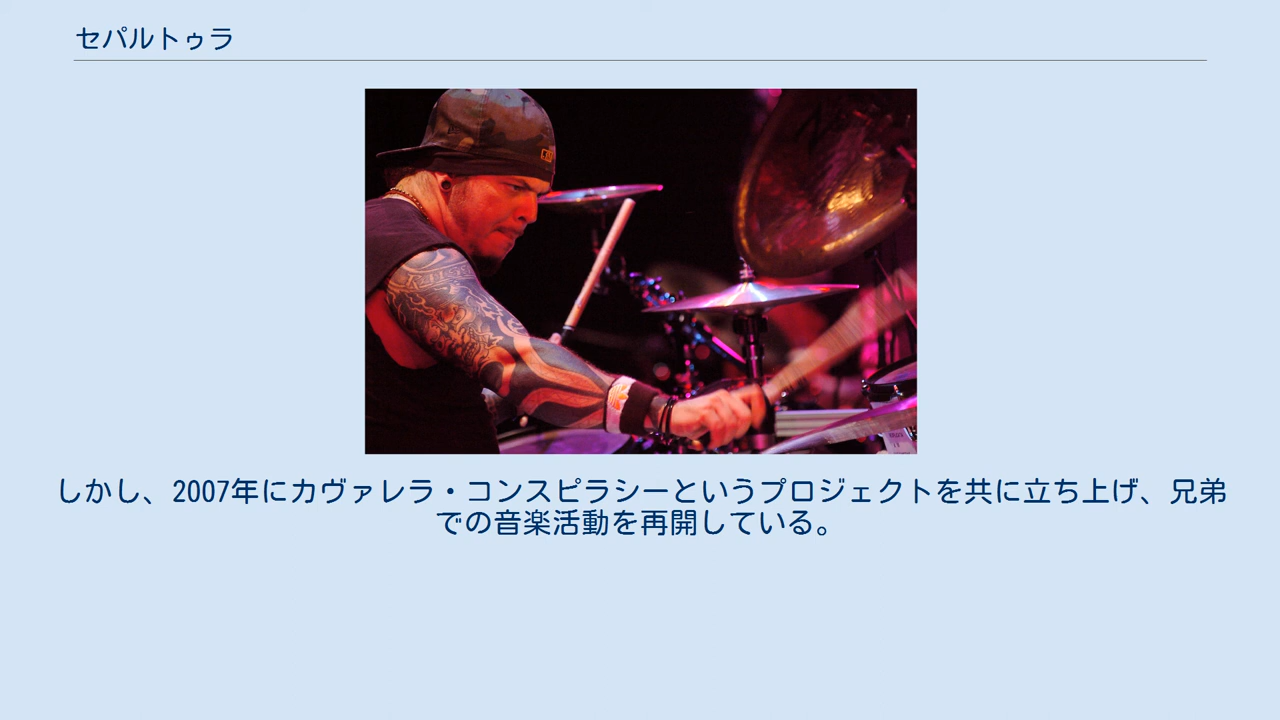 セパルトゥラ
しかし、2007年にカヴァレラ・コンスピラシーというプロジェクトを共に立ち上げ、兄弟
での音楽活動を再開している。